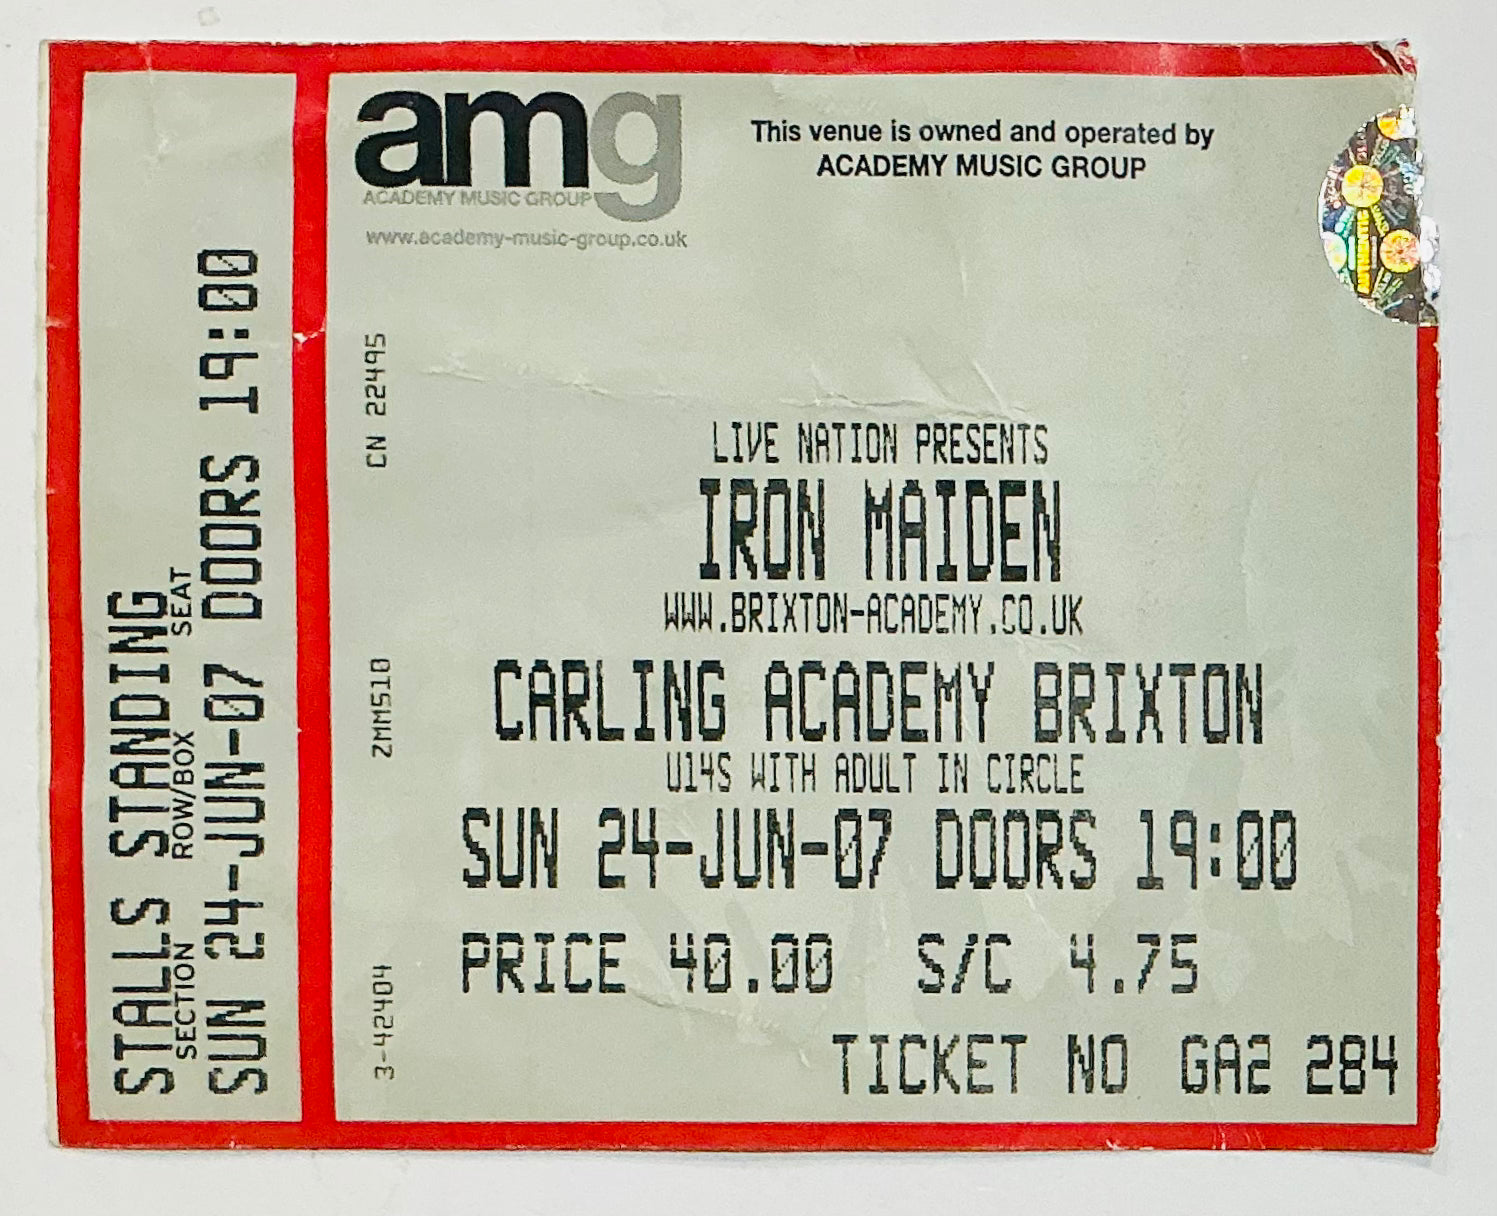 STALLS STANDING
SECTION ROW/BOX SEAT
SUN 24-JUN-07 DOORS 19:00
amg
ACADEMY MUSIC GROUP
www.academy-music-group.co.uk
This venue is owned and operated by
ACADEMY MUSIC GROUP
CN 22495
ZMM510
3-42404
LIVE NATION PRESENTS
IRON MAIDEN
WWW.BRIXTON-ACADEMY.CO.UK
CARLING ACADEMY BRIXTON
U14S WITH ADULT IN CIRCLE
SUN 24-JUN-07 DOORS 19:00
PRICE 40.00 S/C 4.75
TICKET NO GA2 284